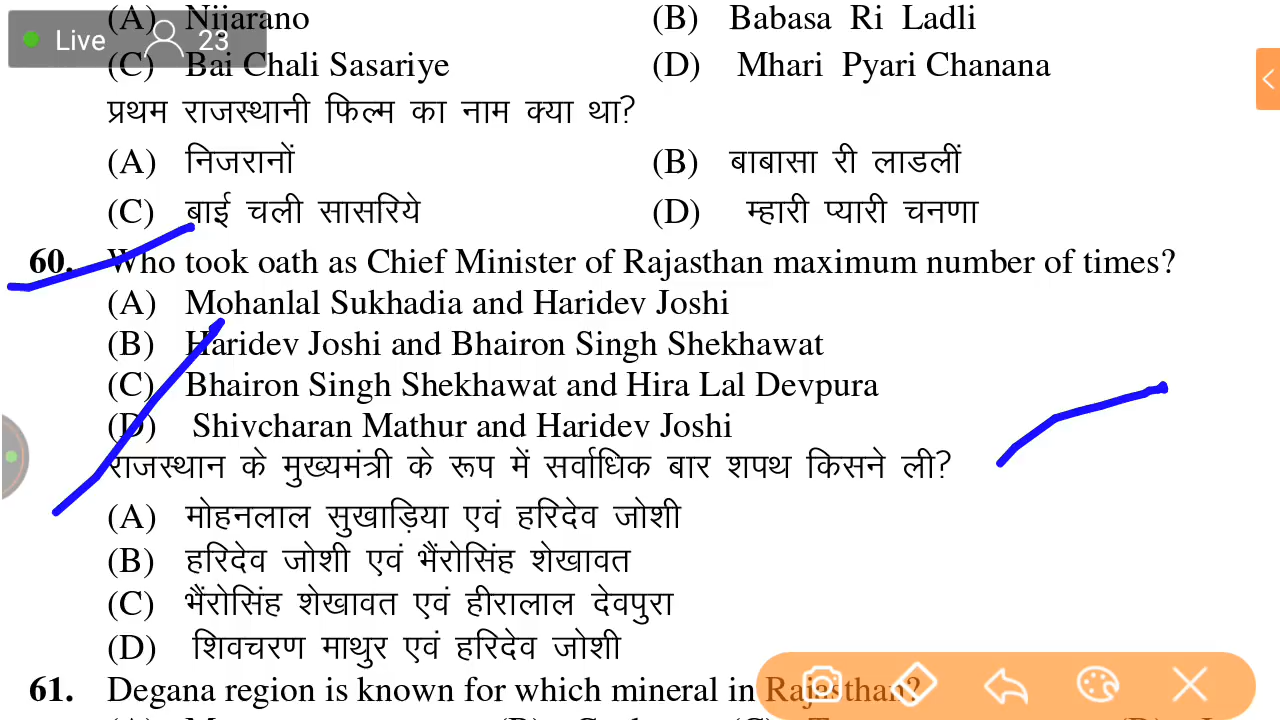 (A) Nijarano (B) Babasa Ri Ladli
Live 23
(C) Bai Chali Sasariye (D) Mhari Pyari Chanana
प्रथम राजस्थानी फिल्म का नाम क्या था?
(A) निजरानों (B) बाबासा री लाडलीं
(C) बाई चली सासरिये (D) म्हारी प्यारी चनणा
60. Who took oath as Chief Minister of Rajasthan maximum number of times?
(A) Mohanlal Sukhadia and Haridev Joshi
(B) Haridev Joshi and Bhairon Singh Shekhawat
(C) Bhairon Singh Shekhawat and Hira Lal Devpura
(D) Shivcharan Mathur and Haridev Joshi
राजस्थान के मुख्यमंत्री के रूप में सर्वाधिक बार शपथ किसने ली?
(A) मोहनलाल सुखाड़िया एवं हरिदेव जोशी
(B) हरिदेव जोशी एवं भैंरोसिंह शेखावत
(C) भैंरोसिंह शेखावत एवं हीरालाल देवपुरा
(D) शिवचरण माथुर एवं हरिदेव जोशी
61. Degana region is known for which mineral in Rajasthan?